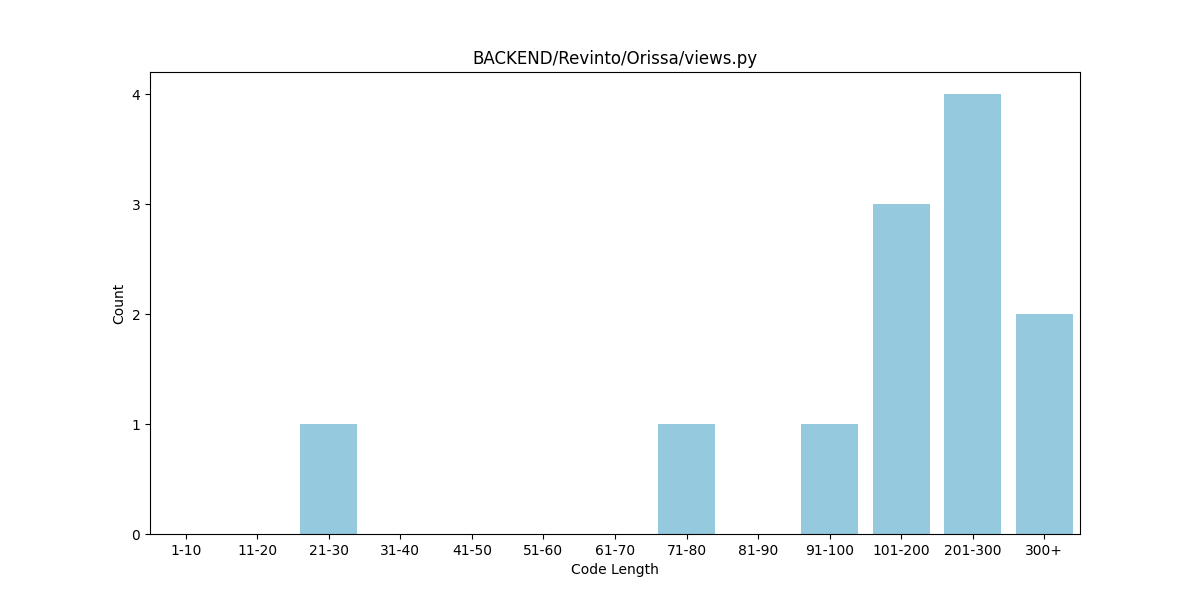 BACKEND/Revinto/Orissa/views.py
Count
4
3
2
1
0
1-10 11-20 21-30 31-40 41-50 51-60 61-70 71-80 81-90 91-100 101-200 201-300 300+
Code Length